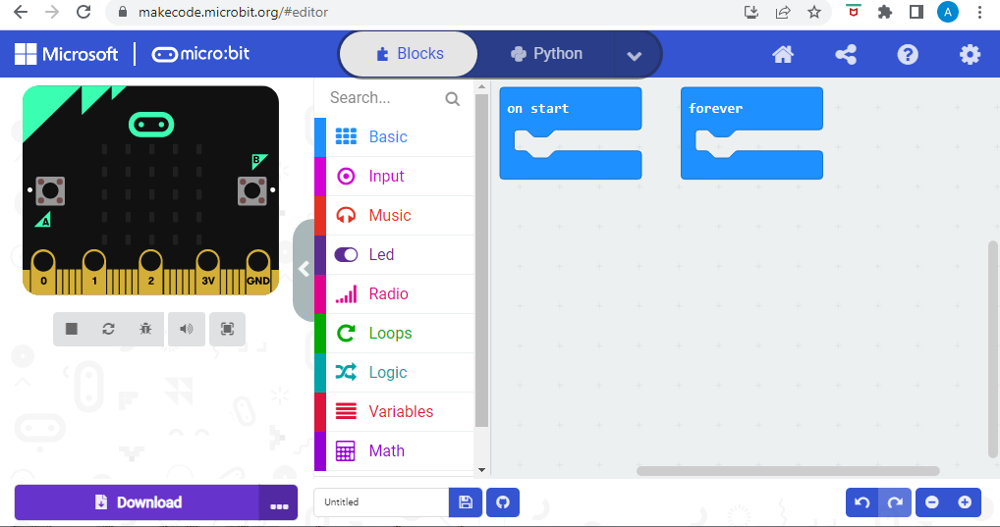 makecode.microbit.org/#editor
A
Microsoft
micro:bit
Blocks
Python
Search...
on start
forever
Basic
B
Input
A
Music
Led
0 1 2 3V GND
Radio
Loops
Logic
Variables
Math
Download
...
Untitled